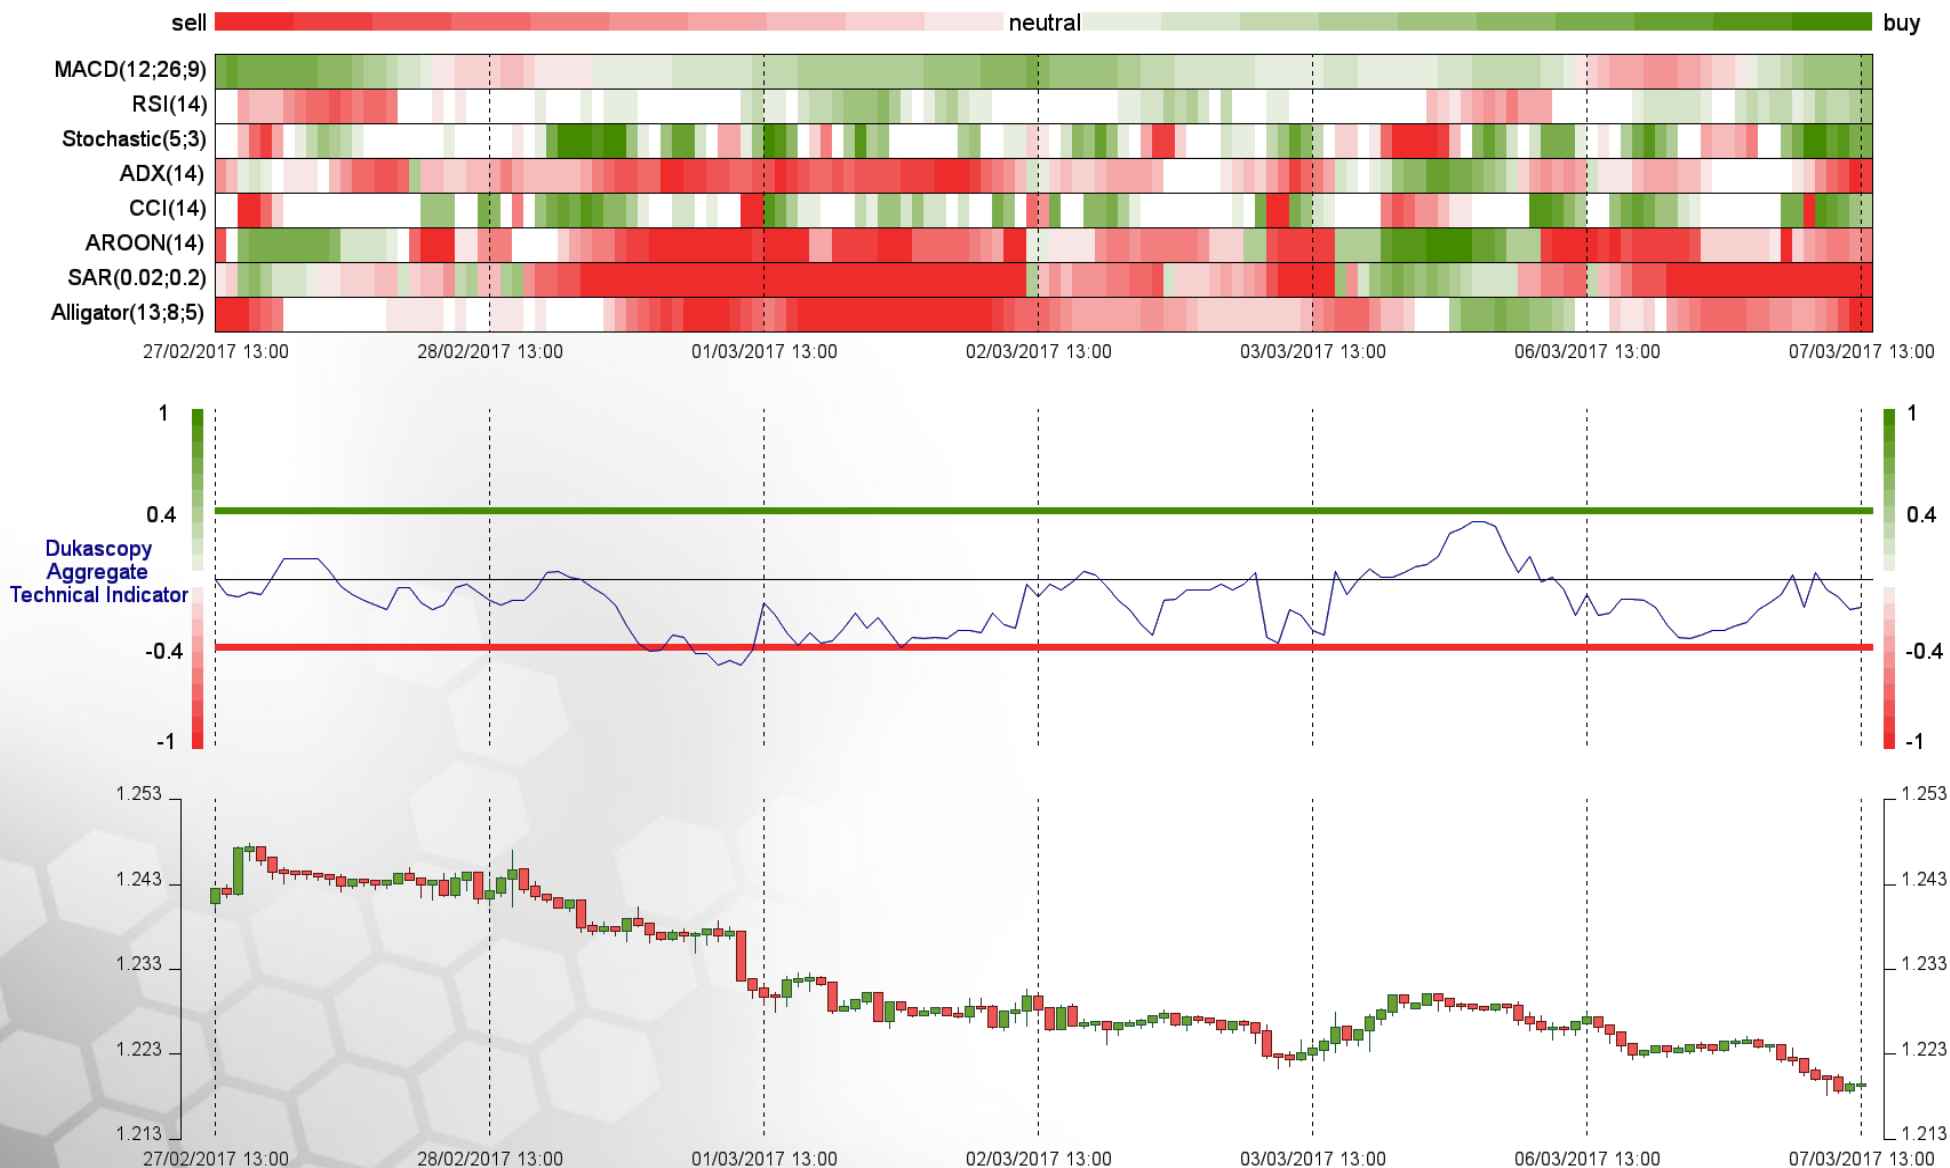 sell neutral buy
MACD(12;26;9)
RSI(14)
Stochastic(5;3)
ADX(14)
CCI(14)
AROON(14)
SAR(0.02;0.2)
Alligator(13;8;5)
27/02/2017 13:00 28/02/2017 13:00 01/03/2017 13:00 02/03/2017 13:00 03/03/2017 13:00 06/03/2017 13:00 07/03/2017 13:00
1 1
0.4 0.4
Dukascopy
Aggregate
Technical Indicator
-0.4 -0.4
-1 -1
1.253 1.253
1.243 1.243
1.233 1.233
1.223 1.223
1.213 1.213
27/02/2017 13:00 28/02/2017 13:00 01/03/2017 13:00 02/03/2017 13:00 03/03/2017 13:00 06/03/2017 13:00 07/03/2017 13:00